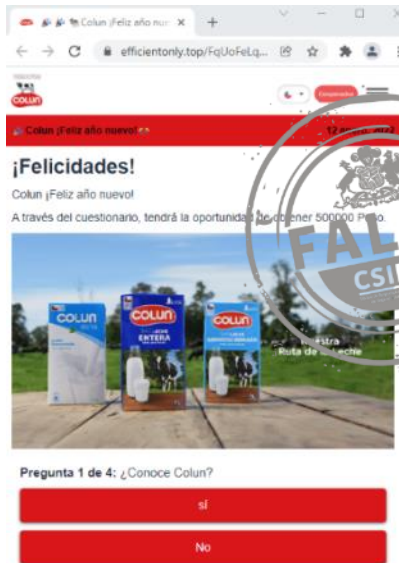 Colun ¡Feliz año nue
efficientonly.top/FqUoFeLq...
COLUN
Colun ¡Feliz año nuevo!
¡Felicidades!
Colun ¡Feliz año nuevo!
A través del cuestionario, tendrá la oportunidad de obtener 500000 Peso.
FAL
CSI
COLUN
COLUN
ENTERA
COLUN
Ruta de la Leche
Pregunta 1 de 4: ¿Conoce Colun?
sí
No